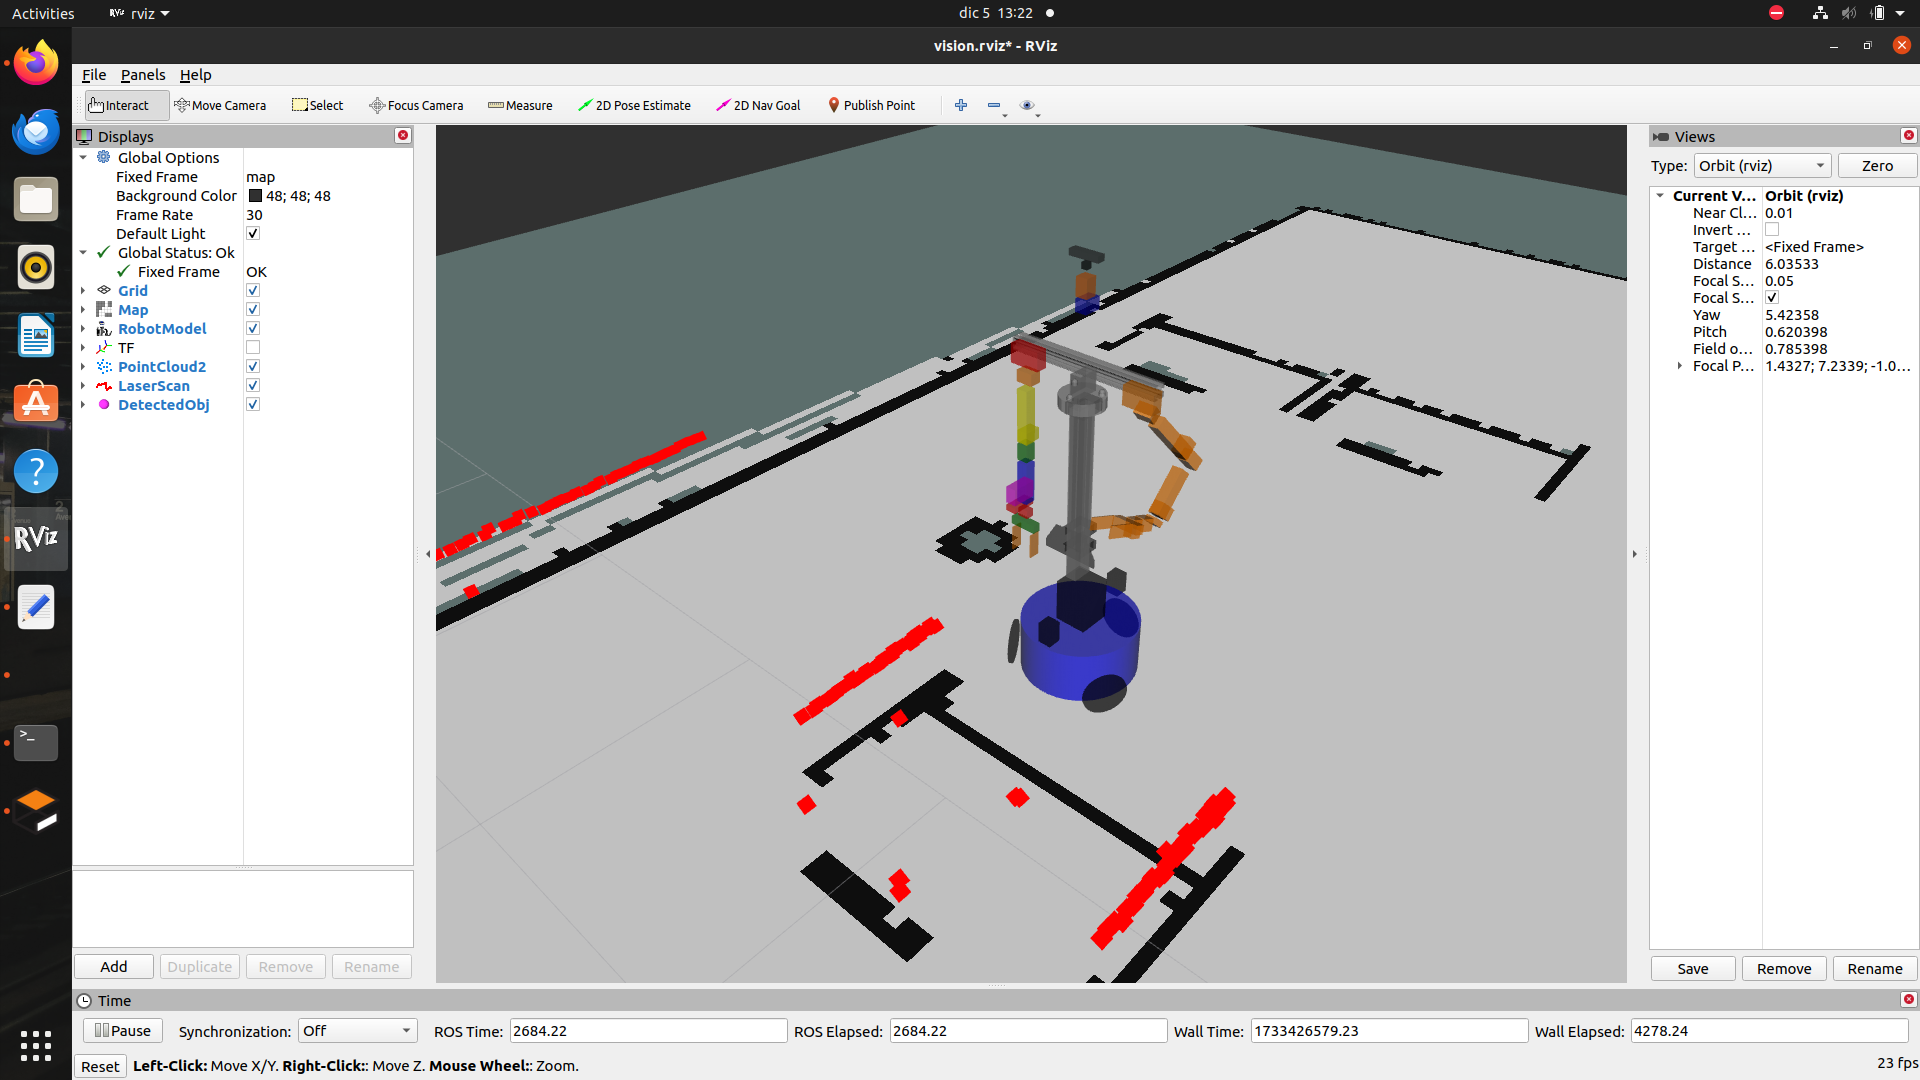 Activities
rviz
dic 5 13:22
vision.rviz* - RViz
File Panels Help
Interact Move Camera Select Focus Camera Measure 2D Pose Estimate 2D Nav Goal Publish Point
Displays
Global Options
Fixed Frame map
Background Color 48; 48; 48
Frame Rate 30
Default Light
Global Status: Ok
Fixed Frame OK
Grid
Map
RobotModel
TF
PointCloud2
LaserScan
DetectedObj
Add Duplicate Remove Rename
Views
Type: Orbit (rviz) Zero
Current V... Orbit (rviz)
Near Cl... 0.01
Invert ...
Target ... <Fixed Frame>
Distance 6.03533
Focal S... 0.05
Focal S...
Yaw 5.42358
Pitch 0.620398
Field o... 0.785398
Focal P... 1.4327; 7.2339; -1.0...
Save Remove Rename
RViz
Time
Pause Synchronization: Off ROS Time: 2684.22 ROS Elapsed: 2684.22 Wall Time: 1733426579.23 Wall Elapsed: 4278.24
Reset Left-Click: Move X/Y. Right-Click:: Move Z. Mouse Wheel:: Zoom. 23 fps